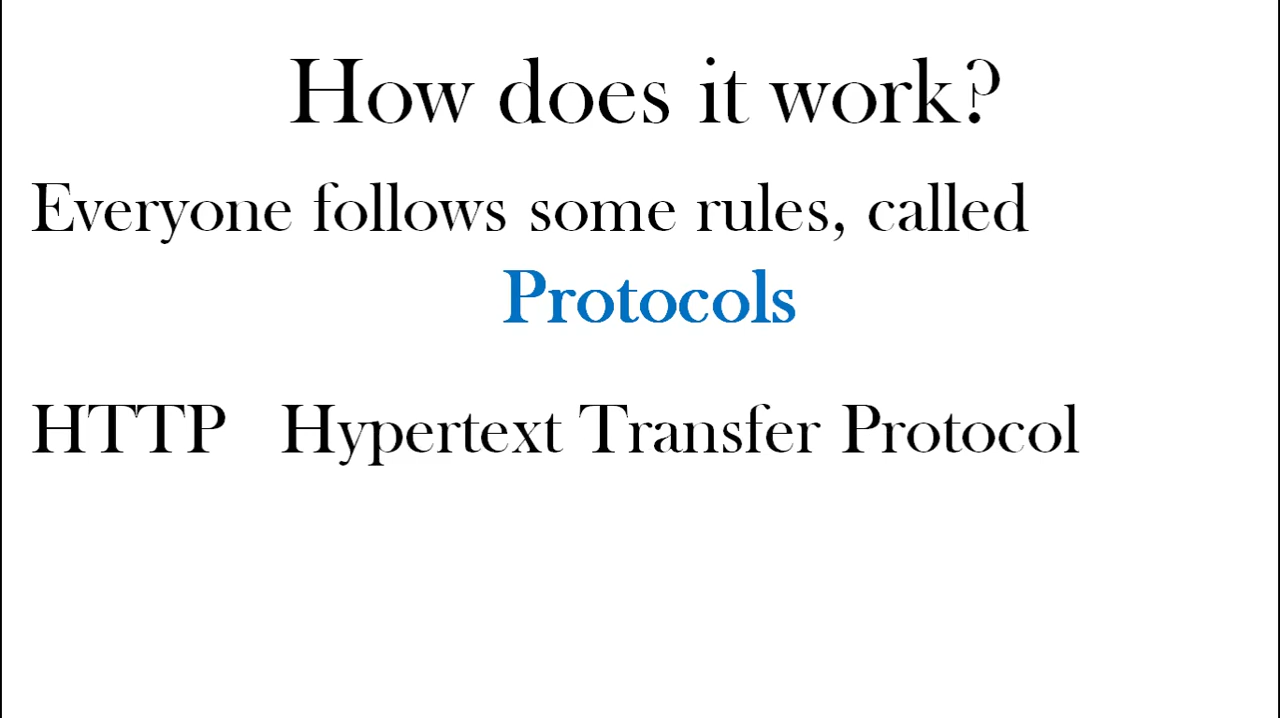 How does it work?
Everyone follows some rules, called
Protocols
HTTP Hypertext Transfer Protocol